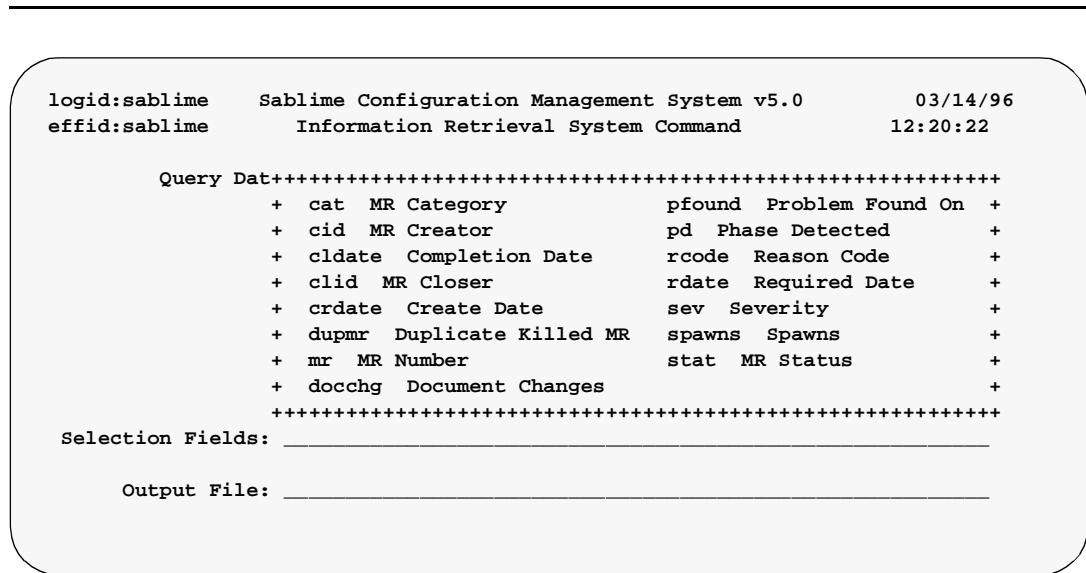 logid:sablime    Sablime Configuration Management System v5.0         03/14/96
effid:sablime       Information Retrieval System Command            12:20:22
Query Dat+++++++++++++++++++++++++++++++++++++++++++++++++++++++++++
+  cat  MR Category             pfound  Problem Found On  +
+  cid  MR Creator              pd  Phase Detected        +
+  cldate  Completion Date      rcode  Reason Code        +
+  clid  MR Closer              rdate  Required Date      +
+  crdate  Create Date          sev  Severity             +
+  dupmr  Duplicate Killed MR   spawns  Spawns            +
+  mr  MR Number                stat  MR Status           +
+  docchg  Document Changes                               +
+++++++++++++++++++++++++++++++++++++++++++++++++++++++++++
Selection Fields: _________________________________________________________
Output File: _________________________________________________________